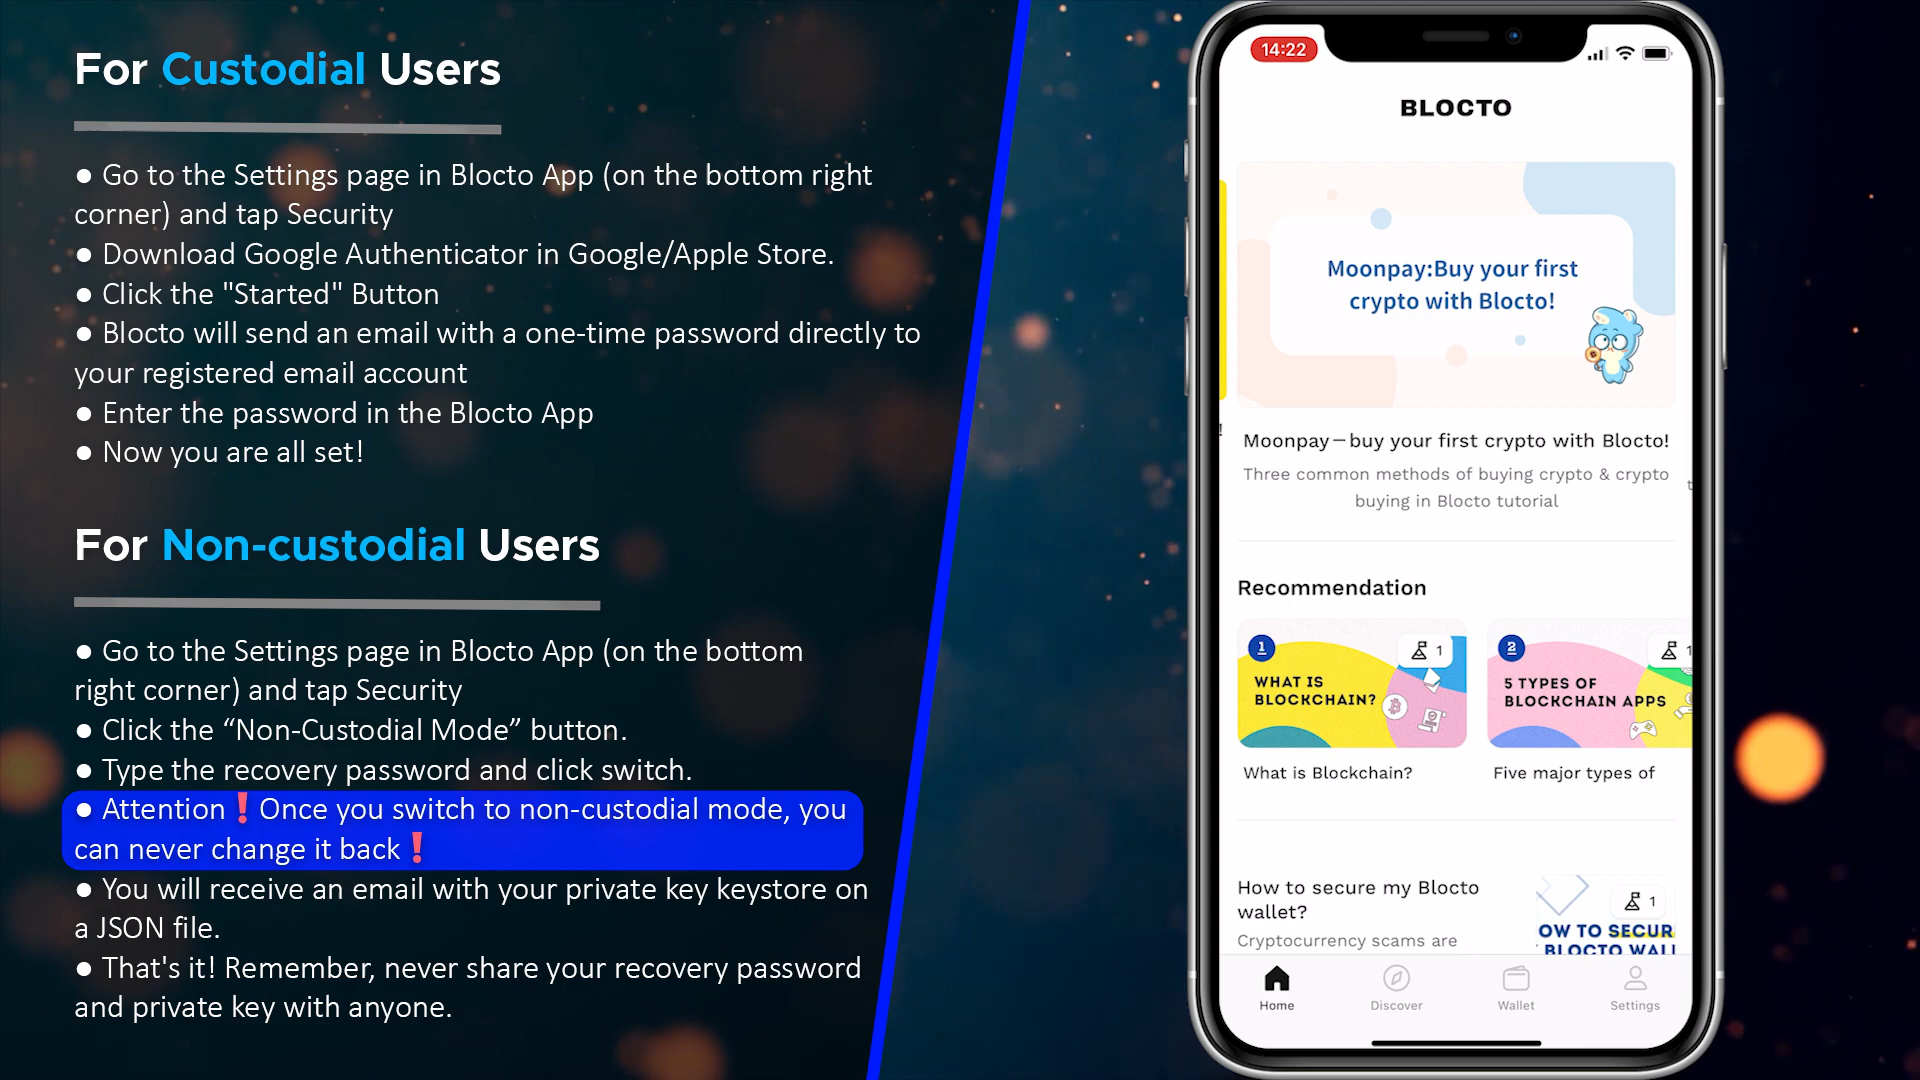 For Custodial Users
● Go to the Settings page in Blocto App (on the bottom right
corner) and tap Security
● Download Google Authenticator in Google/Apple Store.
● Click the "Started" Button
● Blocto will send an email with a one-time password directly to
your registered email account
● Enter the password in the Blocto App
● Now you are all set!
For Non-custodial Users
● Go to the Settings page in Blocto App (on the bottom
right corner) and tap Security
● Click the “Non-Custodial Mode” button.
● Type the recovery password and click switch.
● Attention❗Once you switch to non-custodial mode, you
can never change it back❗
● You will receive an email with your private key keystore on
a JSON file.
● That's it! Remember, never share your recovery password
and private key with anyone.
14:22
BLOCTO
Moonpay:Buy your first
crypto with Blocto!
!
Moonpay—buy your first crypto with Blocto!
Three common methods of buying crypto & crypto
t
buying in Blocto tutorial
Recommendation
1
1
WHAT IS
BLOCKCHAIN?
2
1
5 TYPES OF
BLOCKCHAIN APPS
What is Blockchain?
Five major types of
How to secure my Blocto
wallet?
Cryptocurrency scams are
1
OW TO SECUR
BLOCTO WALL
Home
Discover
Wallet
Settings